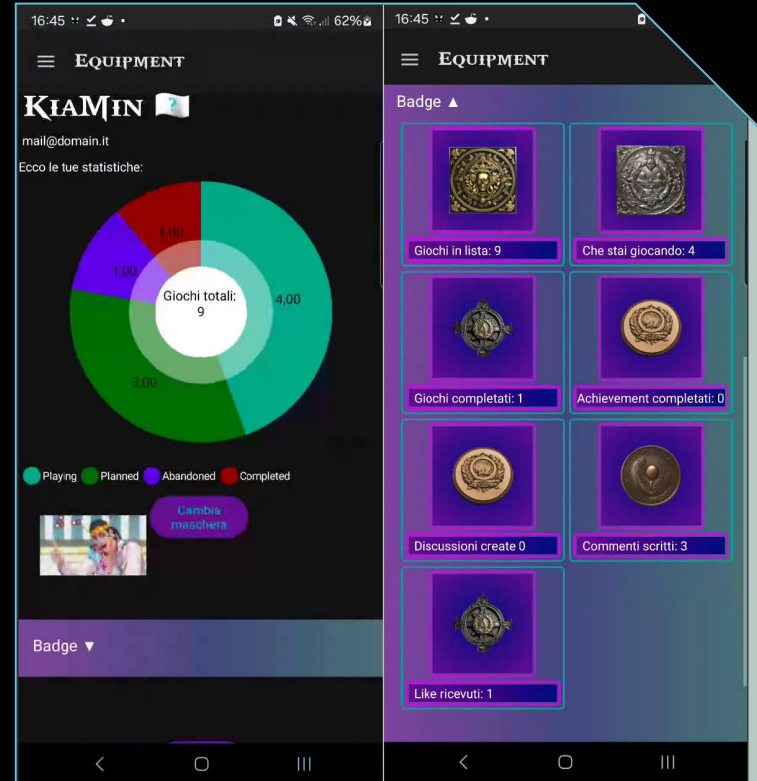 16:45
62%
EQUIPMENT
KIAMIN
mail@domain.it
Ecco le tue statistiche:
1,00
1,00
4,00
3,00
Giochi totali:
9
Playing Planned Abandoned Completed
Cambia
maschera
Badge ▼
16:45
EQUIPMENT
Badge ▲
Giochi in lista: 9
Che stai giocando: 4
Giochi completati: 1
Achievement completati: 0
Discussioni create 0
Commenti scritti: 3
Like ricevuti: 1